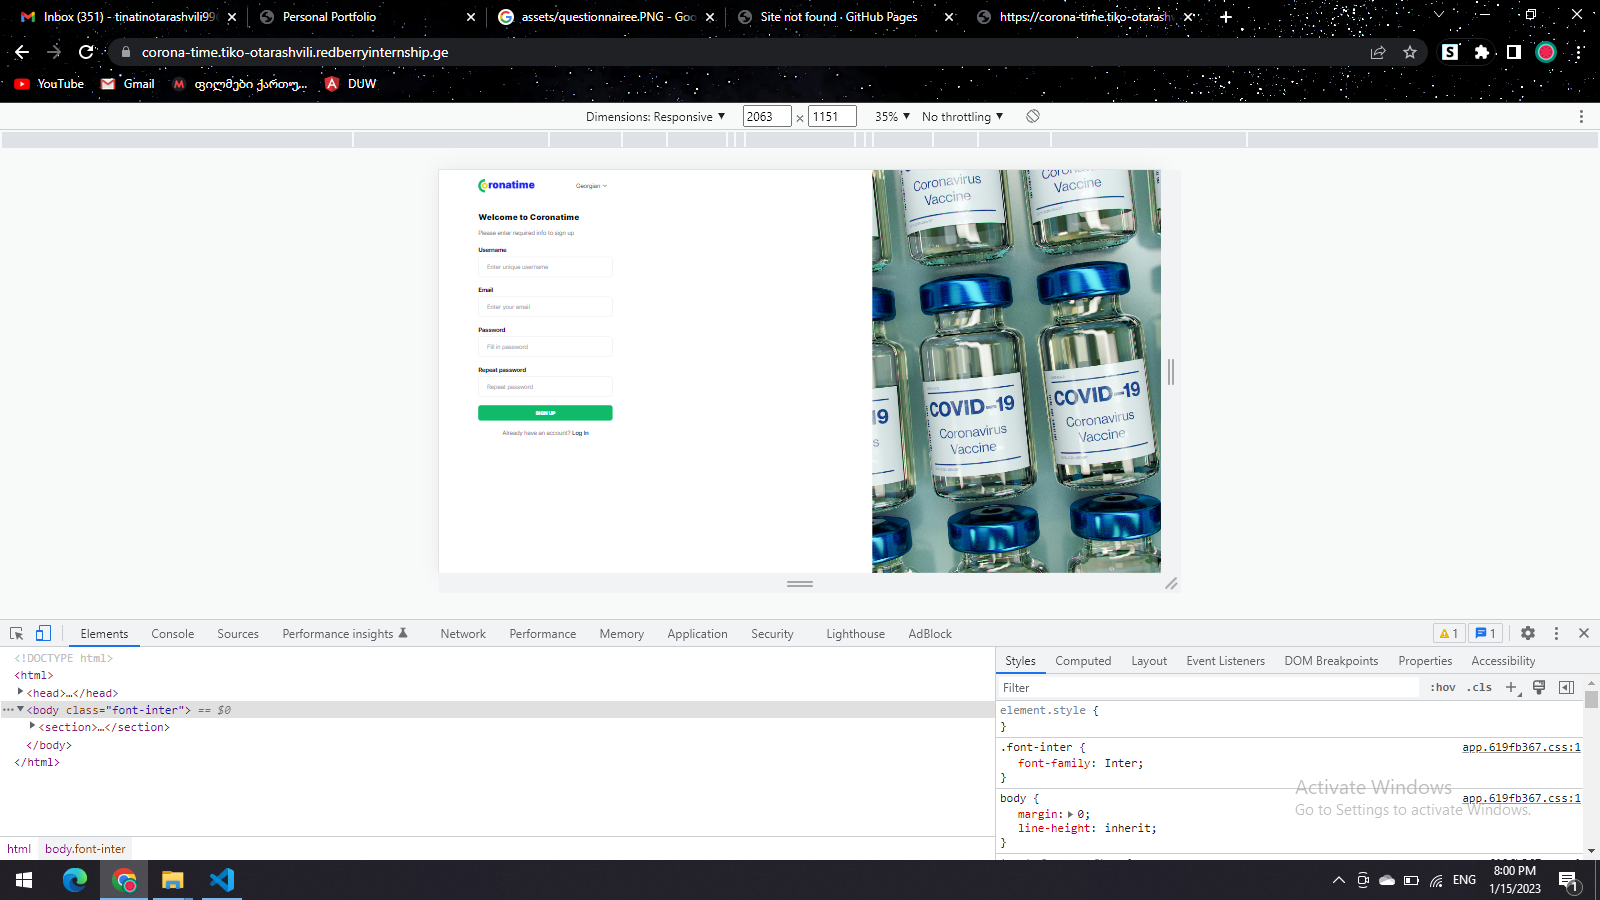 Inbox (351) - tinatinotarashvili99
Personal Portfolio
assets/questionnairee.PNG - Goo
Site not found · GitHub Pages
https://corona-time.tiko-otarash
corona-time.tiko-otarashvili.redberryinternship.ge
YouTube
Gmail
ფილმები ქართუ...
DUW
Dimensions: Responsive
2063
×
1151
35%
No throttling
Coronatime
Georgian
Welcome to Coronatime
Please enter required info to sign up
Username
Enter unique username
Email
Enter your email
Password
Fill in password
Repeat password
Repeat password
SIGN UP
Already have an account? Log in
Coronavirus
Vaccine
Coronavirus
Vaccine
19
COVID-19
Coronavirus
Vaccine
COVID-19
Coronavirus
Vaccine
Elements
Console
Sources
Performance insights
Network
Performance
Memory
Application
Security
Lighthouse
AdBlock
1
1
<!DOCTYPE html>
<html>
<head>…</head>
<body class="font-inter"> == $0
<section>…</section>
</body>
</html>
html
body.font-inter
Styles
Computed
Layout
Event Listeners
DOM Breakpoints
Properties
Accessibility
Filter
:hov
.cls
element.style {
}
.font-inter {
app.619fb367.css:1
font-family: Inter;
}
body {
app.619fb367.css:1
margin: 0;
line-height: inherit;
}
Activate Windows
Go to Settings to activate Windows.
ENG
8:00 PM
1/15/2023
1